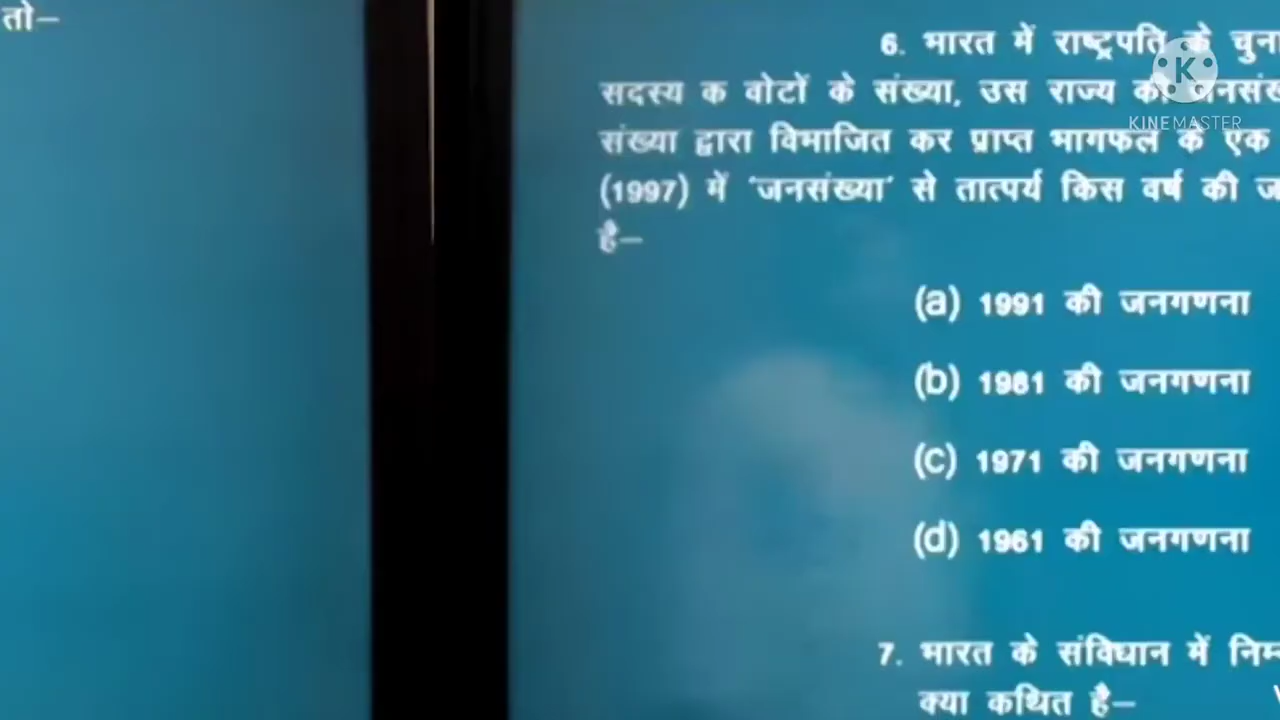 तो–
6. भारत में राष्ट्रपति के
सदस्य क वोटों के संख्या, उस राज्य की
संख्या द्वारा विमाजित कर प्राप्त भागफल के एक
(1997) में 'जनसंख्या' से तात्पर्य किस वर्ष की
है–
(a) 1991 की जनगणना
(b) 1981 की जनगणना
(c) 1971 की जनगणना
(d) 1961 की जनगणना
7. भारत के संविधान में
क्या कथित है–
K
KINEMASTER